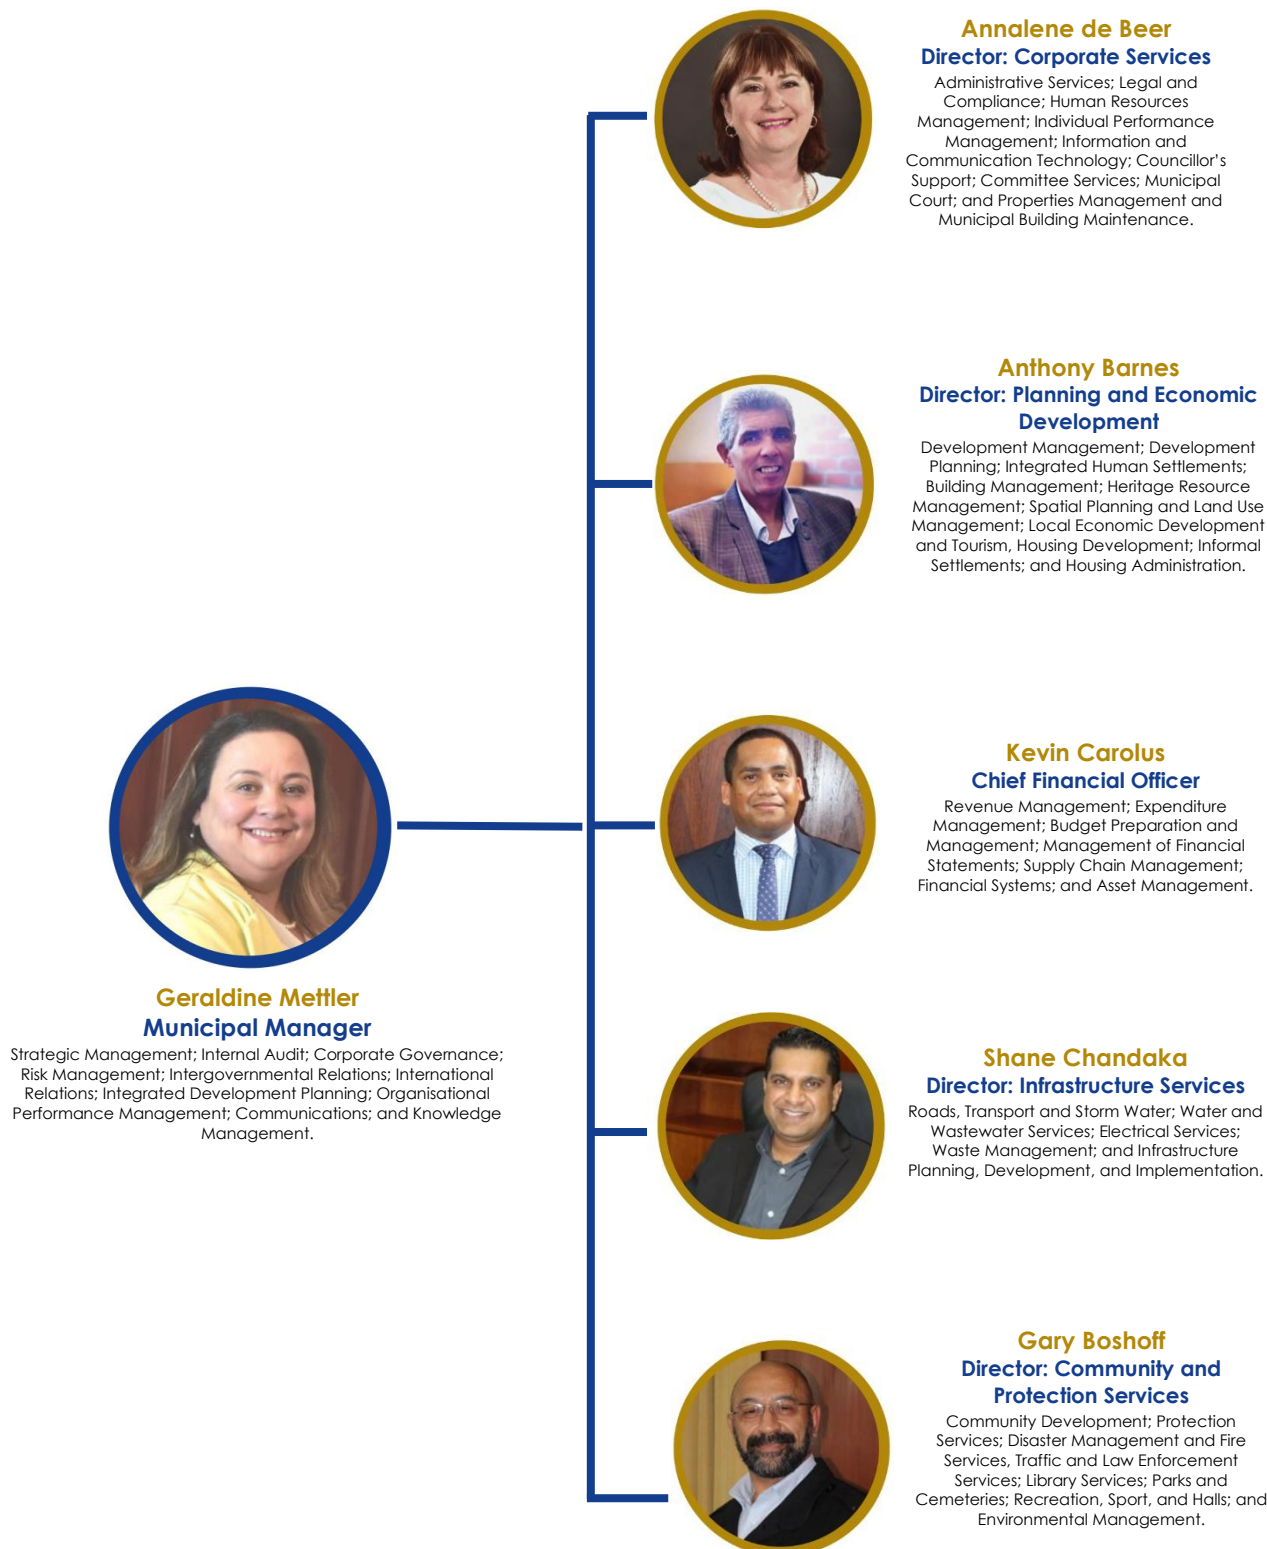 Annalene de Beer
Director: Corporate Services
Administrative Services; Legal and
Compliance; Human Resources
Management; Individual Performance
Management; Information and
Communication Technology; Councillor's
Support; Committee Services; Municipal
Court; and Properties Management and
Municipal Building Maintenance.
Anthony Barnes
Director: Planning and Economic
Development
Development Management; Development
Planning; Integrated Human Settlements;
Building Management; Heritage Resource
Management; Spatial Planning and Land Use
Management; Local Economic Development
and Tourism, Housing Development; Informal
Settlements; and Housing Administration.
Kevin Carolus
Chief Financial Officer
Revenue Management; Expenditure
Management; Budget Preparation and
Management; Management of Financial
Statements; Supply Chain Management;
Financial Systems; and Asset Management.
Geraldine Mettler
Municipal Manager
Strategic Management; Internal Audit; Corporate Governance;
Risk Management; Intergovernmental Relations; International
Relations; Integrated Development Planning; Organisational
Performance Management; Communications; and Knowledge
Management.
Shane Chandaka
Director: Infrastructure Services
Roads, Transport and Storm Water; Water and
Wastewater Services; Electrical Services;
Waste Management; and Infrastructure
Planning, Development, and Implementation.
Gary Boshoff
Director: Community and
Protection Services
Community Development; Protection
Services; Disaster Management and Fire
Services, Traffic and Law Enforcement
Services; Library Services; Parks and
Cemeteries; Recreation, Sport, and Halls; and
Environmental Management.